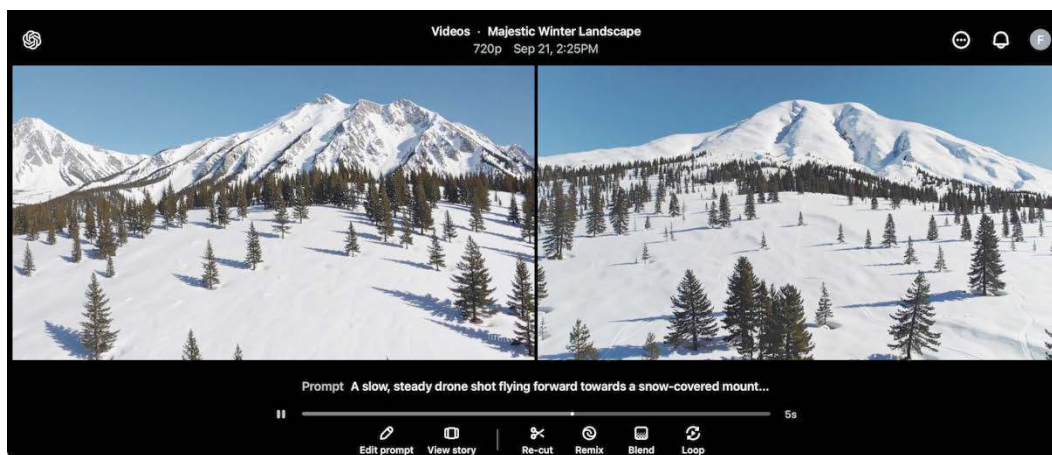 Videos · Majestic Winter Landscape
720p Sep 21, 2:25PM
F
Prompt A slow, steady drone shot flying forward towards a snow-covered mount...
5s
Edit prompt View story Re-cut Remix Blend Loop